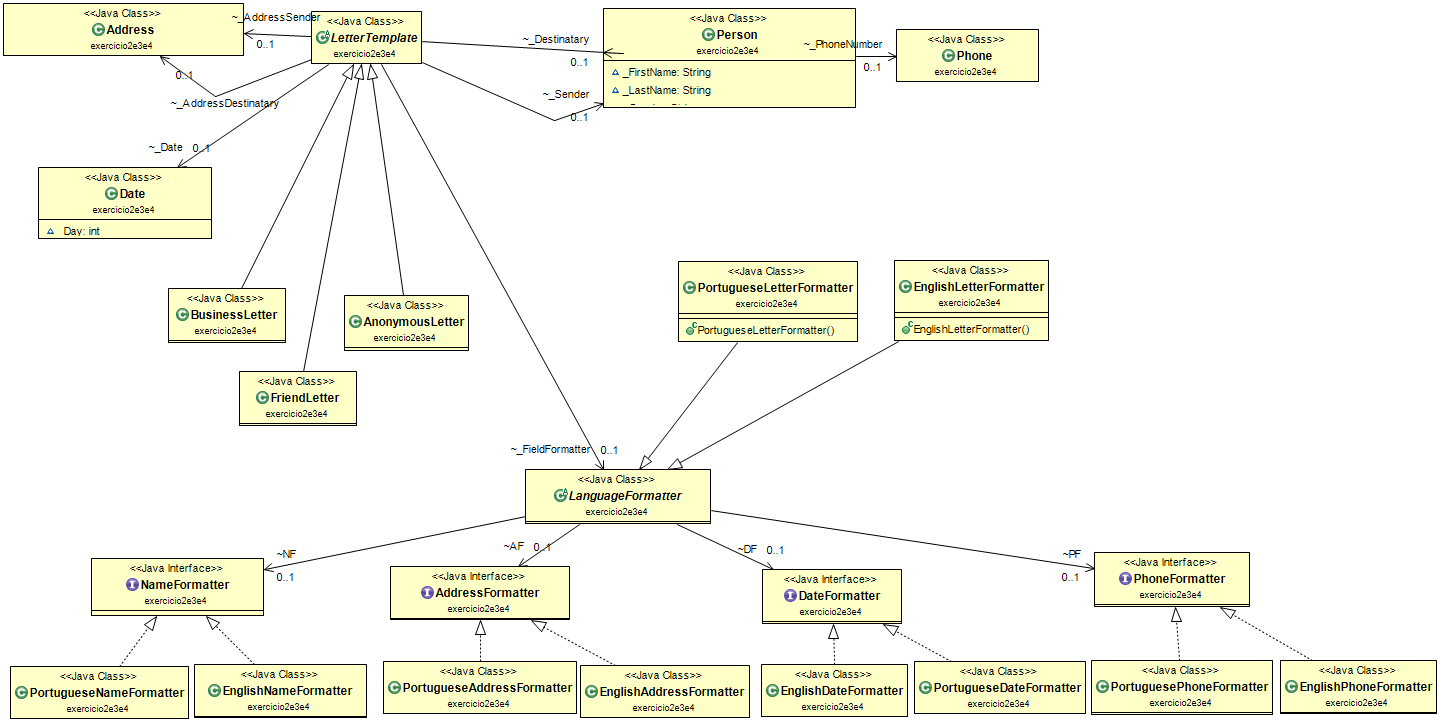 <<Java Class>>
Address
exercicio2e3e4
~_AddressSender
0..1
<<Java Class>>
LetterTemplate
exercicio2e3e4
~_Destinatary
0..1
<<Java Class>>
Person
exercicio2e3e4
_FirstName: String
_LastName: String
~_PhoneNumber
0..1
<<Java Class>>
Phone
exercicio2e3e4
0..1
~_AddressDestinatary
~_Sender
0..1
~_Date
0..1
<<Java Class>>
Date
exercicio2e3e4
Day: int
<<Java Class>>
BusinessLetter
exercicio2e3e4
<<Java Class>>
AnonymousLetter
exercicio2e3e4
<<Java Class>>
FriendLetter
exercicio2e3e4
<<Java Class>>
PortugueseLetterFormatter
exercicio2e3e4
PortugueseLetterFormatter()
<<Java Class>>
EnglishLetterFormatter
exercicio2e3e4
EnglishLetterFormatter()
~_FieldFormatter
0..1
<<Java Class>>
LanguageFormatter
exercicio2e3e4
~NF
0..1
~AF
0..1
~DF
0..1
~PF
0..1
<<Java Interface>>
NameFormatter
exercicio2e3e4
<<Java Interface>>
AddressFormatter
exercicio2e3e4
<<Java Interface>>
DateFormatter
exercicio2e3e4
<<Java Interface>>
PhoneFormatter
exercicio2e3e4
<<Java Class>>
PortugueseNameFormatter
exercicio2e3e4
<<Java Class>>
EnglishNameFormatter
exercicio2e3e4
<<Java Class>>
PortugueseAddressFormatter
exercicio2e3e4
<<Java Class>>
EnglishAddressFormatter
exercicio2e3e4
<<Java Class>>
EnglishDateFormatter
exercicio2e3e4
<<Java Class>>
PortugueseDateFormatter
exercicio2e3e4
<<Java Class>>
PortuguesePhoneFormatter
exercicio2e3e4
<<Java Class>>
EnglishPhoneFormatter
exercicio2e3e4